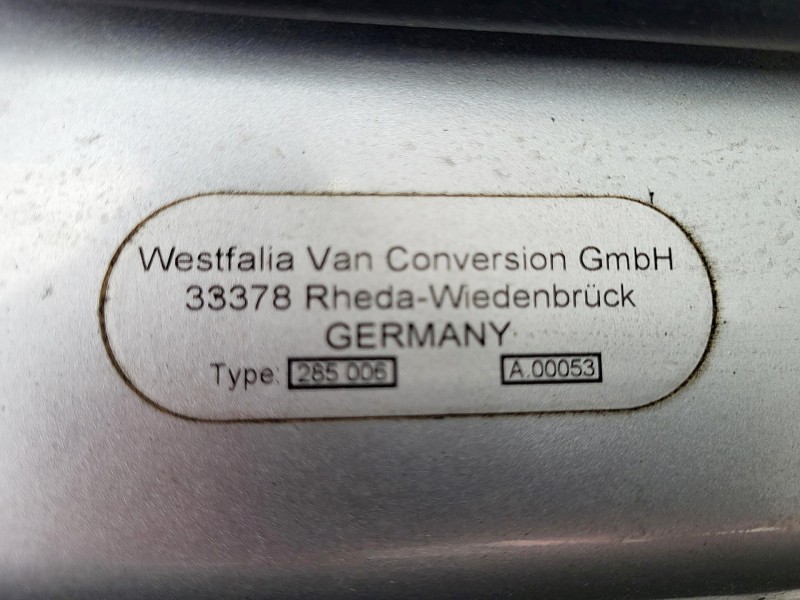 Westfalia Van Conversion GmbH
33378 Rheda-Wiedenbrück
GERMANY
Type: 285 006 A.00053